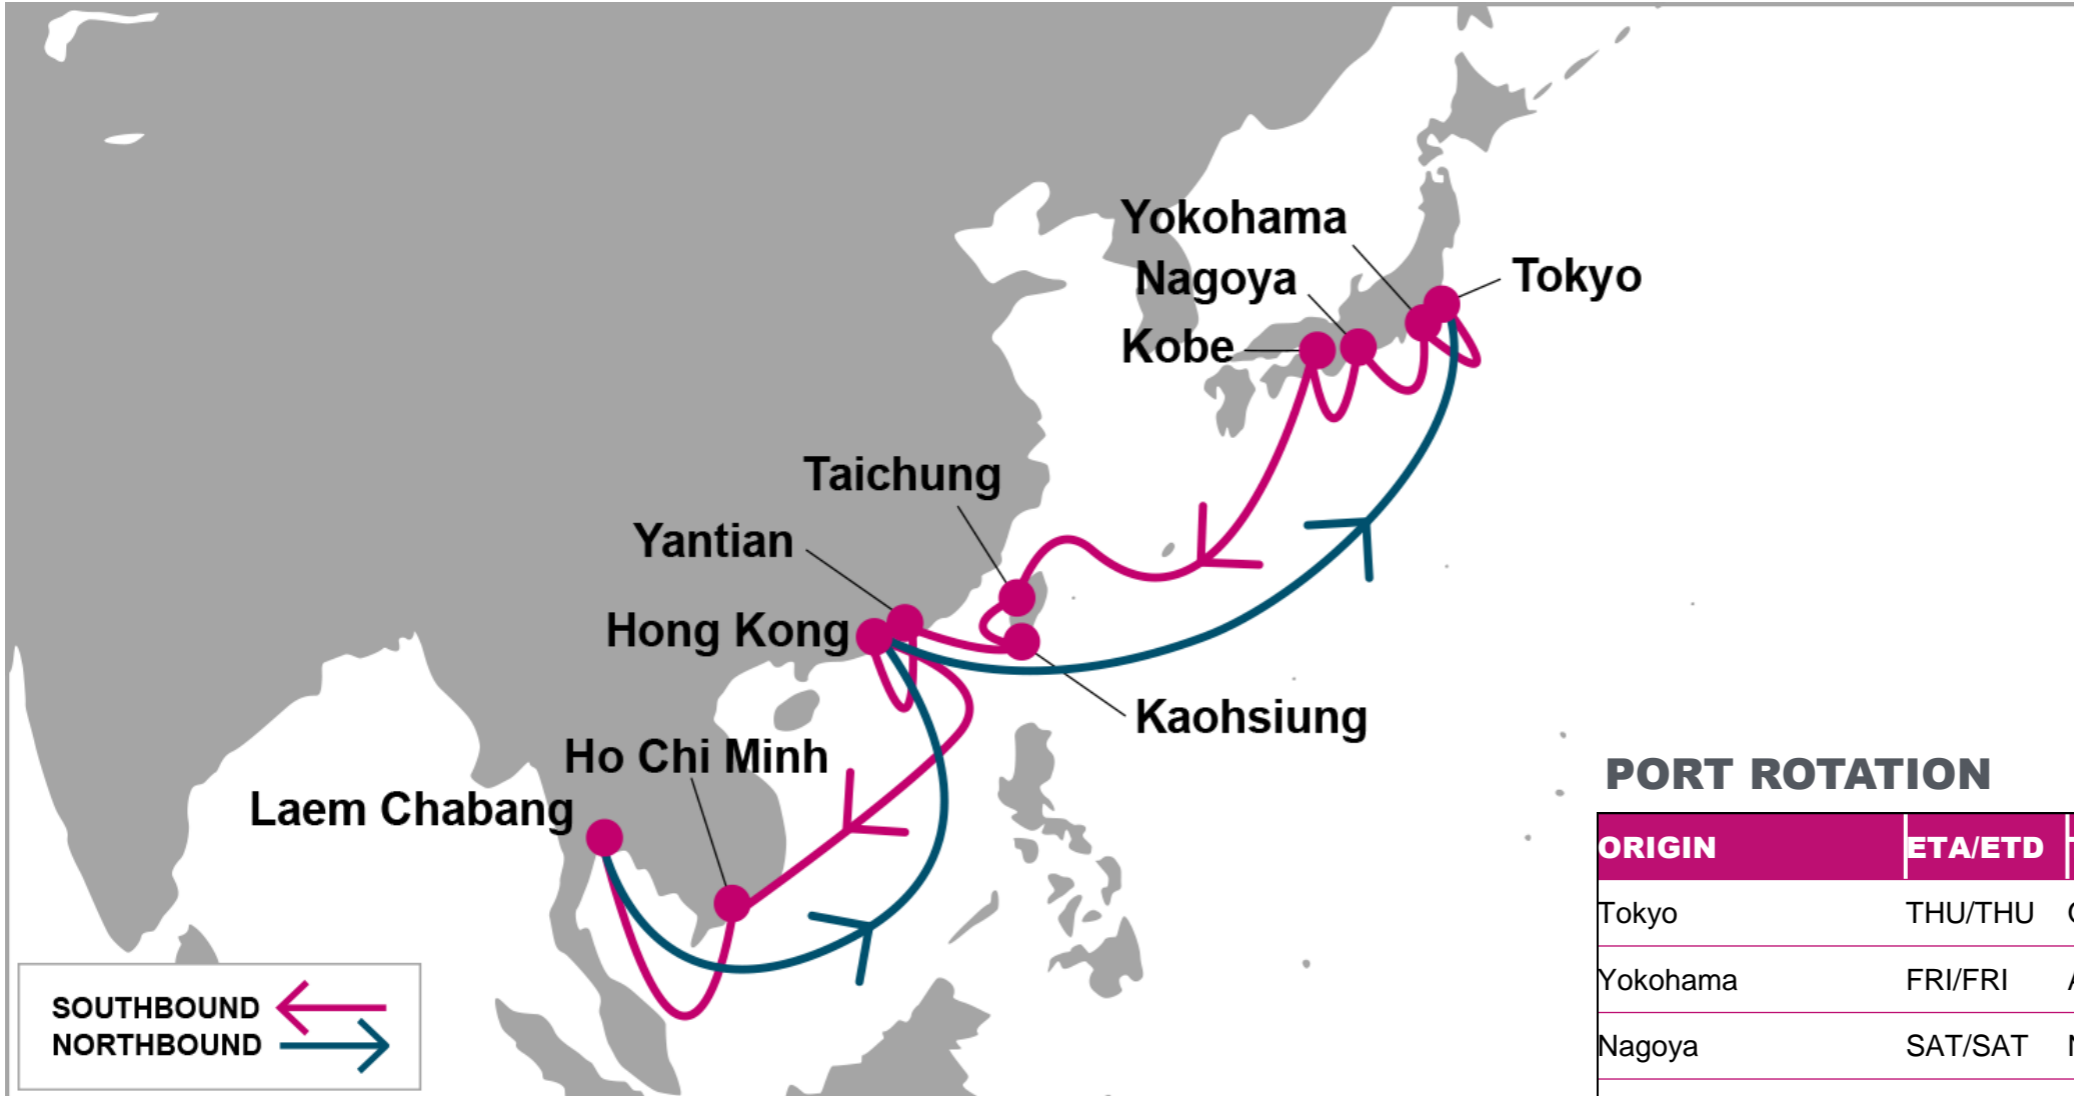 Yokohama
Nagoya
Tokyo
Kobe
Taichung
Yantian
Hong Kong
Kaohsiung
Ho Chi Minh
Laem Chabang
SOUTHBOUND
NORTHBOUND
PORT ROTATION
ORIGIN ETA/ETD
Tokyo THU/THU
Yokohama FRI/FRI
Nagoya SAT/SAT